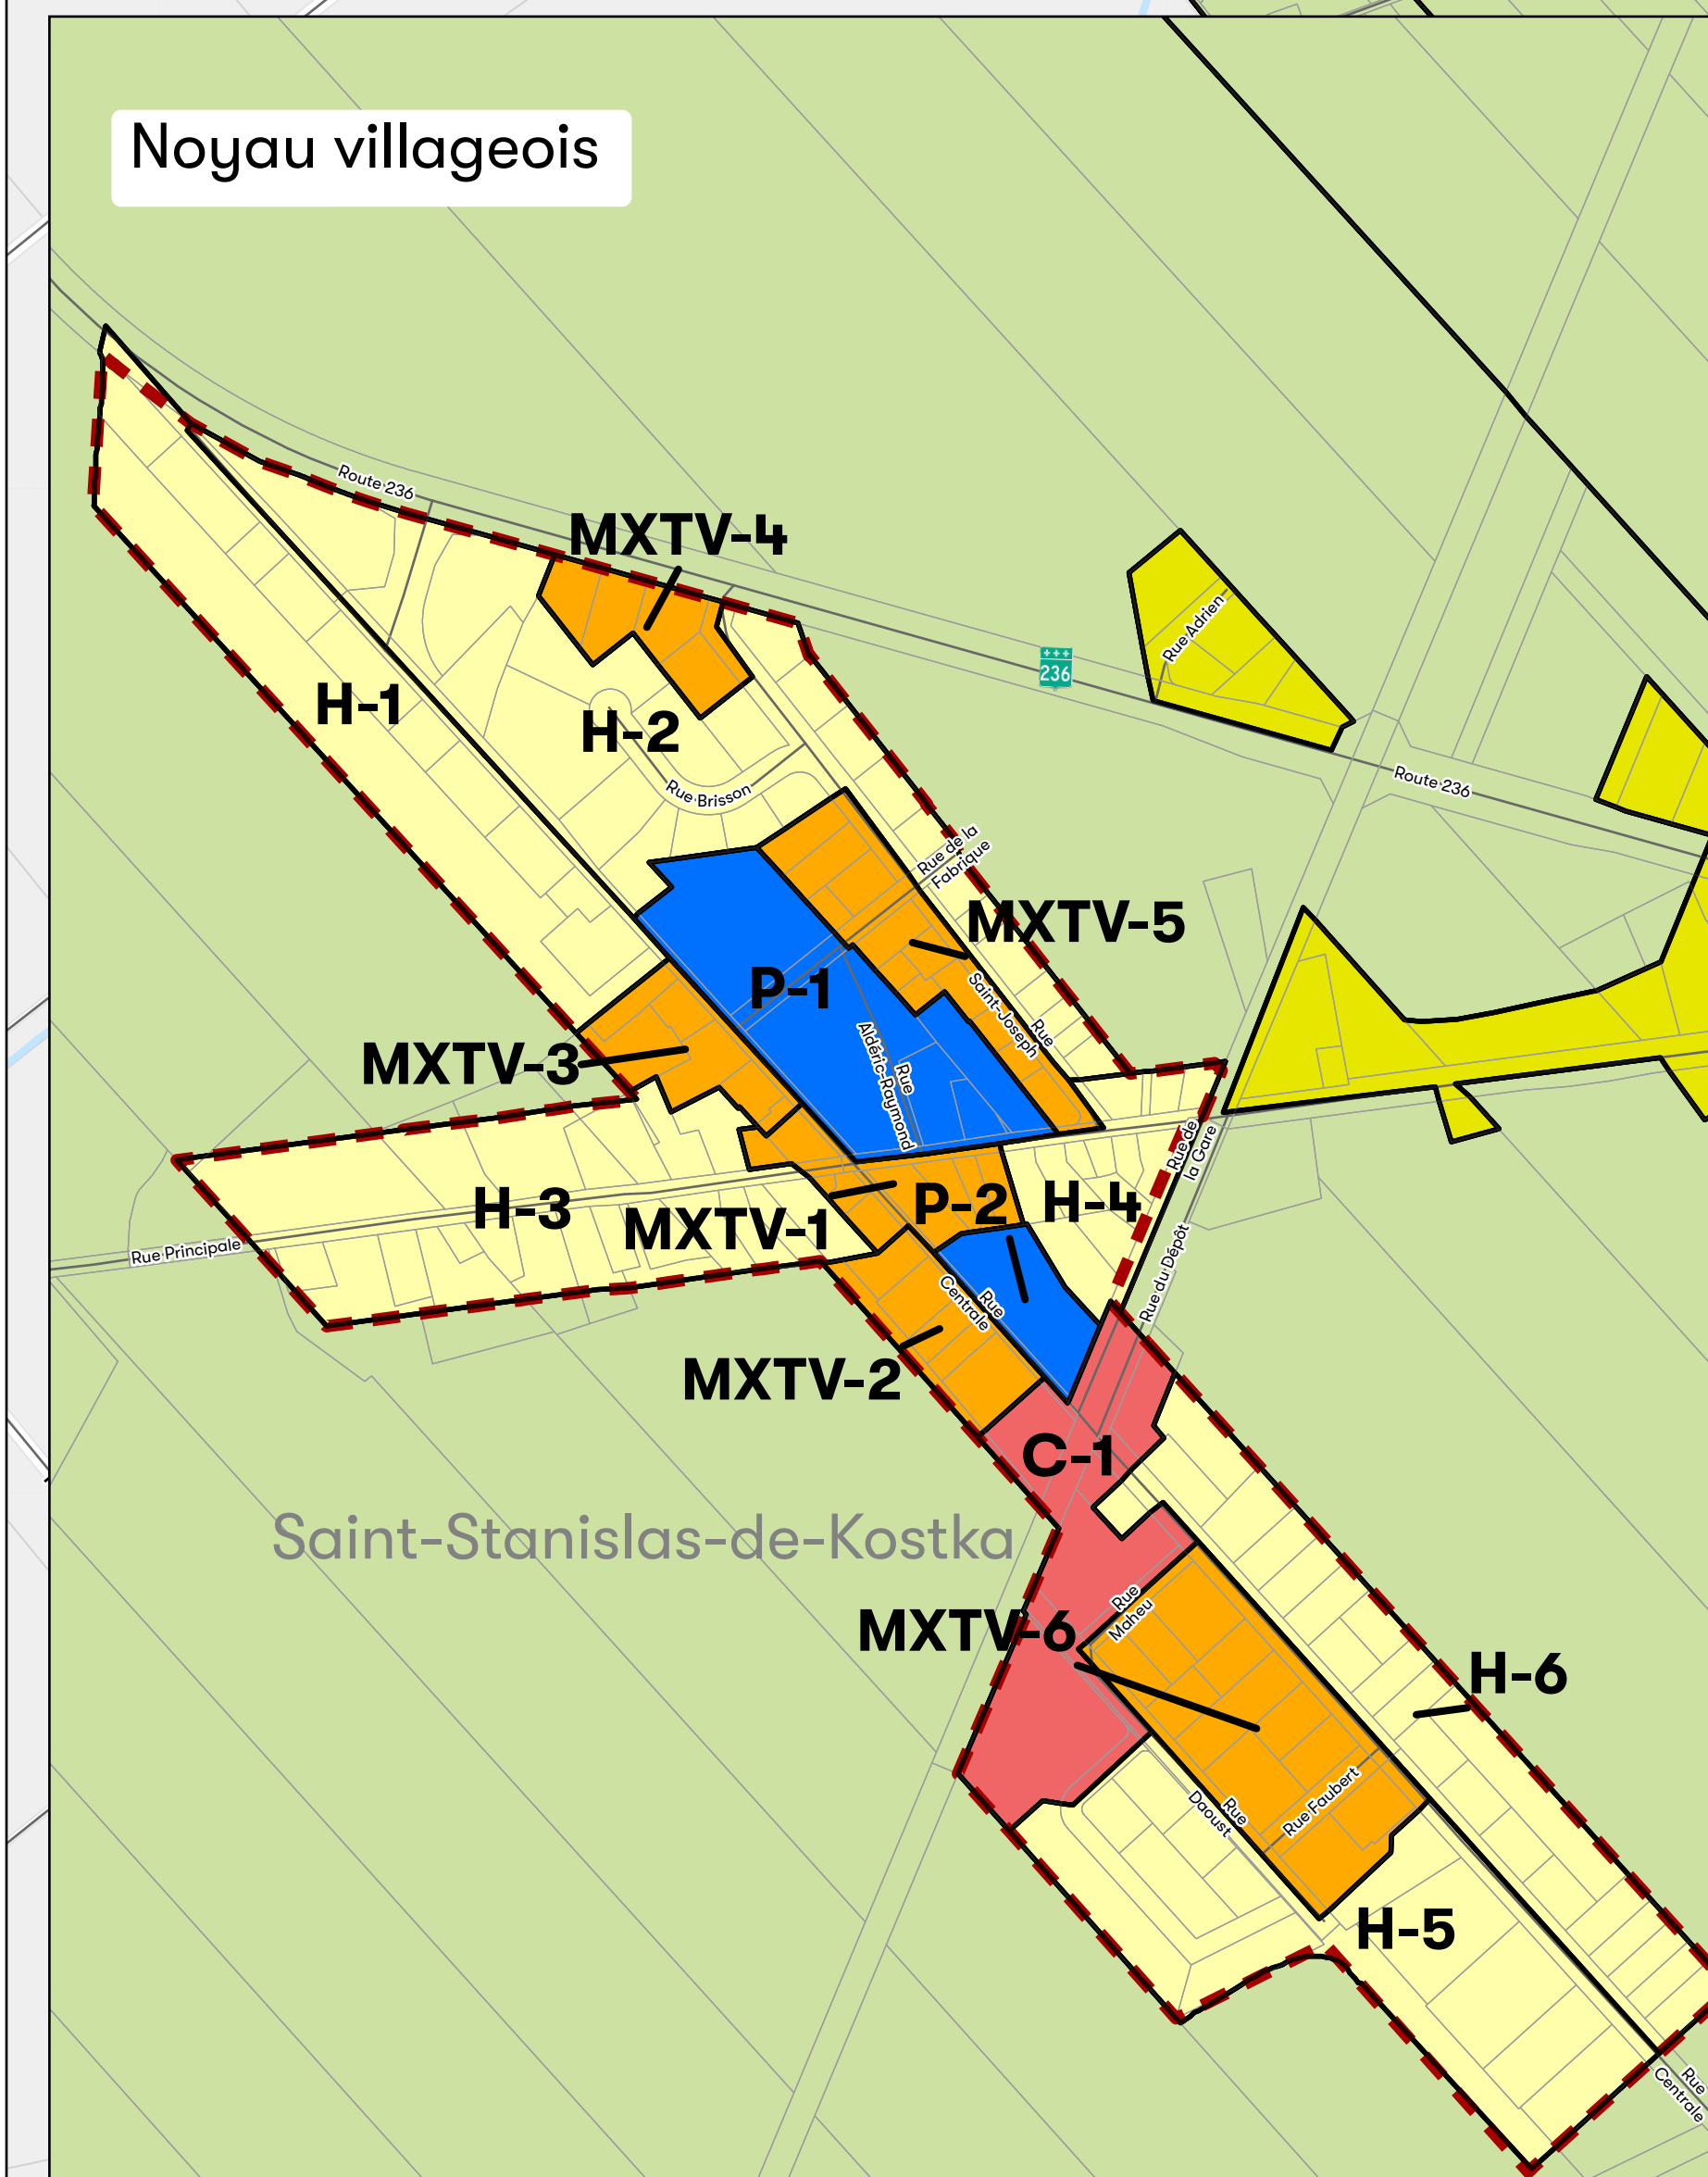 Noyau villageois
Route 236
MXTV-4
Rue Adrien
236
H-1
H-2
Route 236
Rue Brisson
Rue de la
Fabrique
MXTV-5
P-1
Saint-Joseph
Rue
MXTV-3
Aldéric-Raymond
Rue
Rue de
la Gare
H-3
P-2
H-4
MXTV-1
Rue Principale
Rue du Dépôt
Rue
Centrale
MXTV-2
C-1
Saint-Stanislas-de-Kostka
Rue
Maheu
MXTV-6
H-6
Rue
Daoust
Rue Faubert
H-5
Rue
Centrale